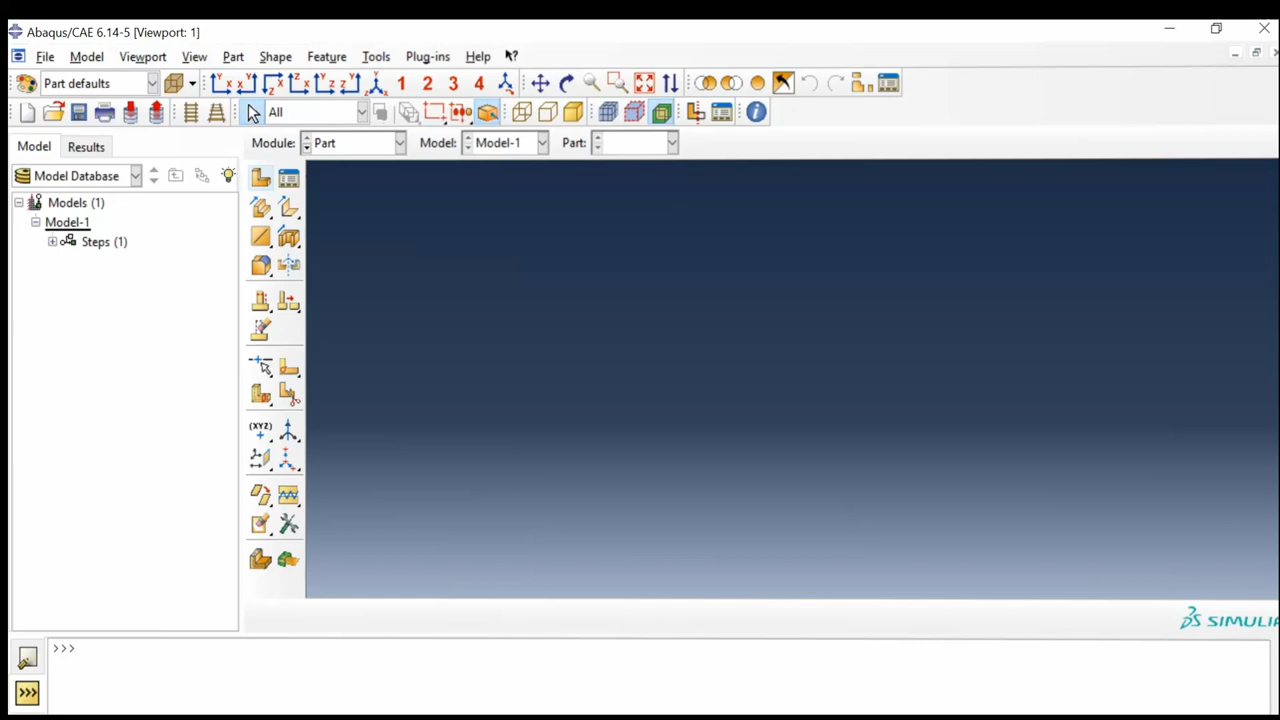 Abaqus/CAE 6.14-5 [Viewport: 1]
File Model Viewport View Part Shape Feature Tools Plug-ins Help
Part defaults 1 2 3 4
All
Model Results Module: Part Model: Model-1 Part:
Model Database
Models (1)
Model-1
Steps (1)
(XYZ)
SIMULIA
>>>
>>>